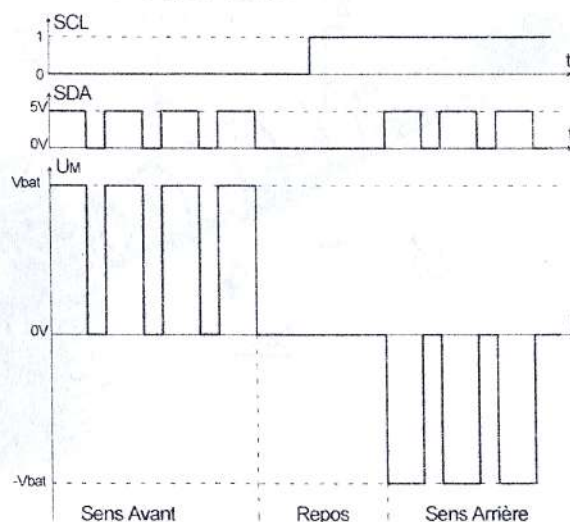 SCL
1
0
t
SDA
5V
0V
t
UM
Vbat
0V
-Vbat
Sens Avant
Repos
Sens Arrière